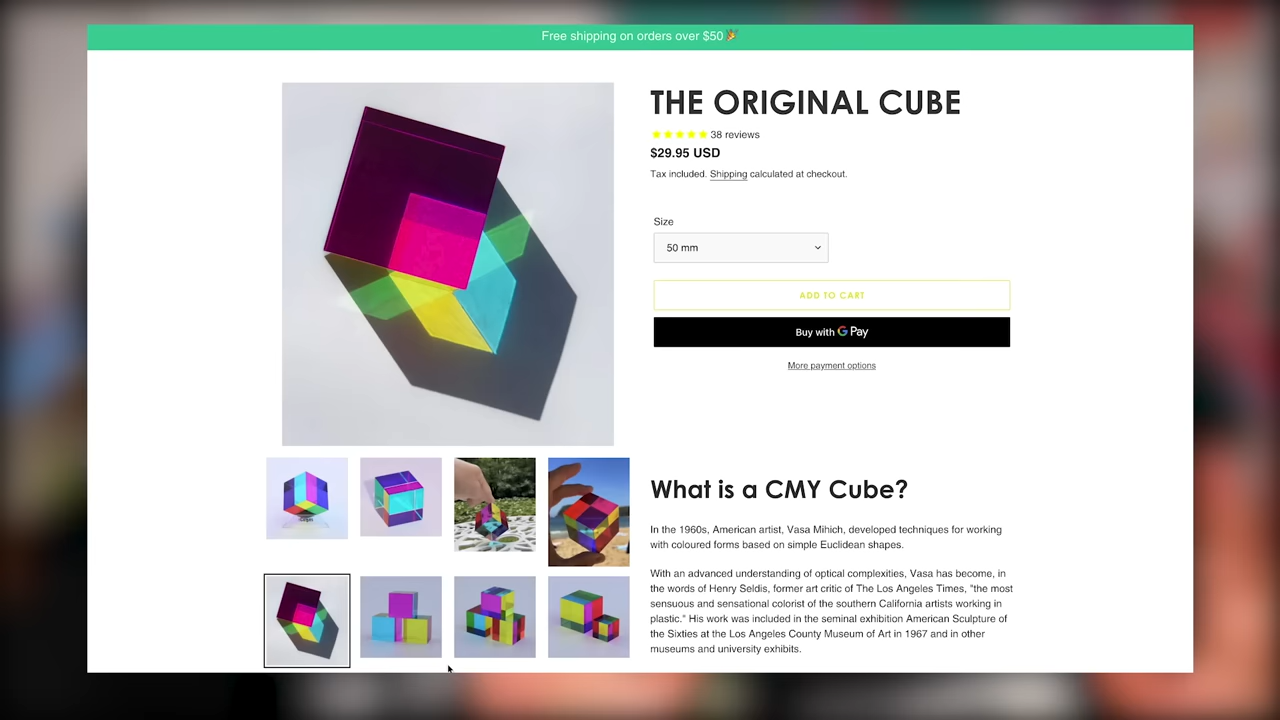 Free shipping on orders over $50 🎉
THE ORIGINAL CUBE
38 reviews
$29.95 USD
Tax included. Shipping calculated at checkout.
Size
50 mm
ADD TO CART
Buy with G Pay
More payment options
What is a CMY Cube?
In the 1960s, American artist, Vasa Mihich, developed techniques for working
with coloured forms based on simple Euclidean shapes.
With an advanced understanding of optical complexities, Vasa has become, in
the words of Henry Seldis, former art critic of The Los Angeles Times, "the most
sensuous and sensational colorist of the southern California artists working in
plastic." His work was included in the seminal exhibition American Sculpture of
the Sixties at the Los Angeles County Museum of Art in 1967 and in other
museums and university exhibits.